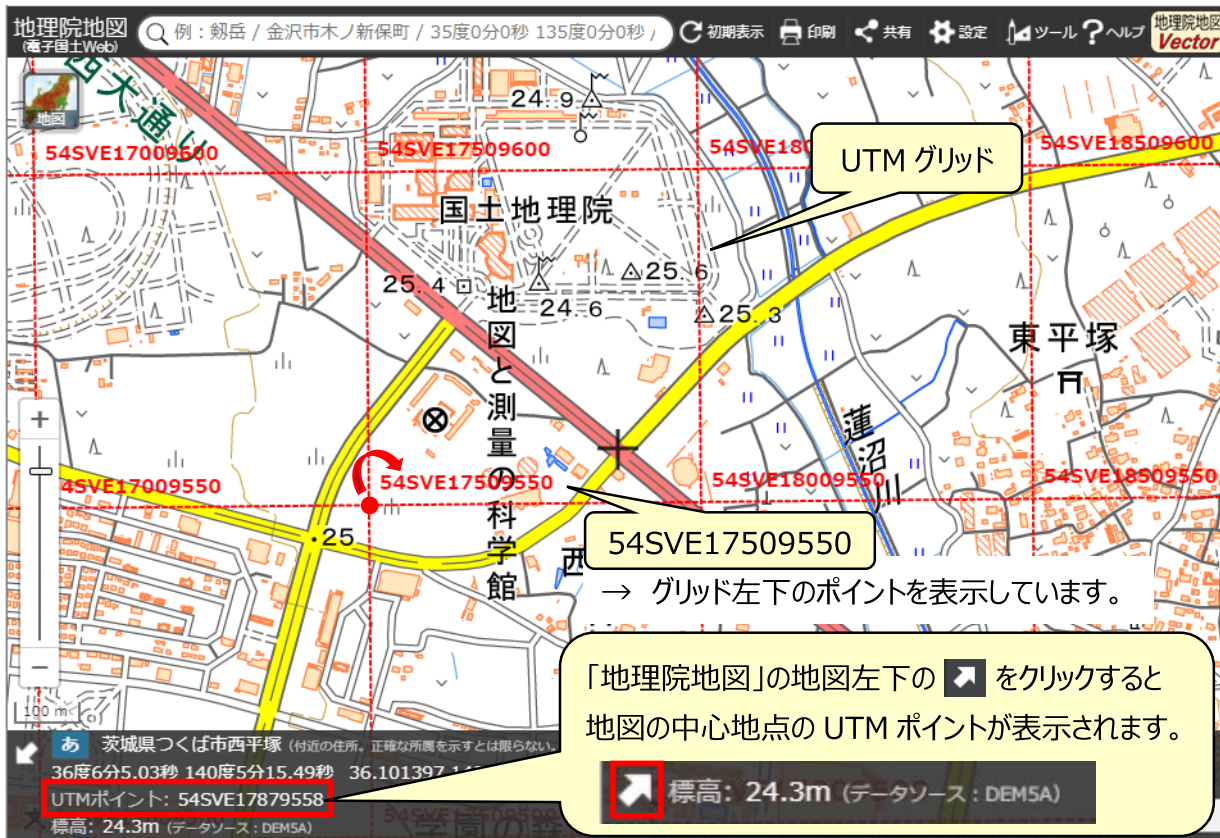 地理院地図
(電子国土Web)
例：剱岳 / 金沢市木ノ新保町 / 35度0分0秒 135度0分0秒 /
初期表示
印刷
共有
設定
ツール
ヘルプ
地理院地図
Vector
地図
西大通り
24.9
54SVE17009600
54SVE17509600
54SVE180
54SVE18509600
UTM グリッド
国土地理院
25.6
25.4
24.6
25.3
地図と測量の科学館
東平塚
蓮沼川
4SVE17009550
54SVE17509550
54SVE18009550
54SVE18509550
25
西
54SVE17509550
→ グリッド左下のポイントを表示しています。
「地理院地図」の地図左下の をクリックすると
地図の中心地点の UTM ポイントが表示されます。
標高: 24.3m (データソース：DEM5A)
100 m
あ 茨城県つくば市西平塚 (付近の住所。正確な所属を示すとは限らない。
36度6分5.03秒 140度5分15.49秒 36.101397
UTMポイント: 54SVE17879558
標高: 24.3m (データソース：DEM5A)
学園の森